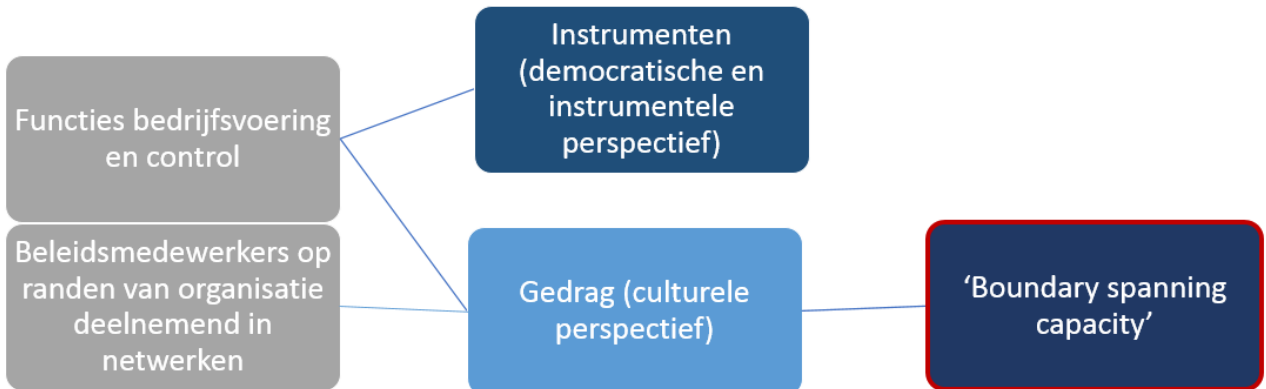 Instrumenten
(democratische en
instrumentele
perspectief)
Functies bedrijfsvoering
en control
Beleidsmedewerkers op
randen van organisatie
deelnemend in
netwerken
Gedrag (culturele
perspectief)
‘Boundary spanning
capacity’